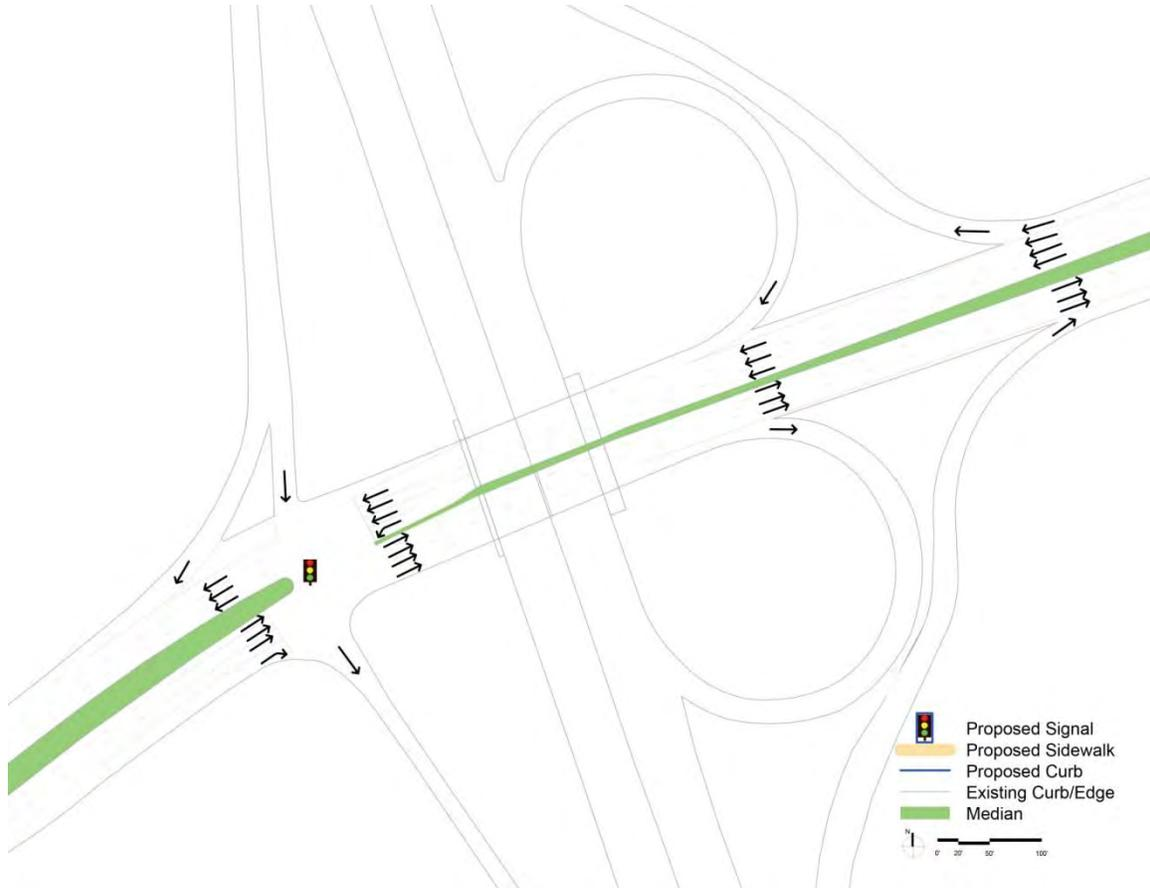 Proposed Signal
Proposed Sidewalk
Proposed Curb
Existing Curb/Edge
Median
N
0' 20' 50' 100'